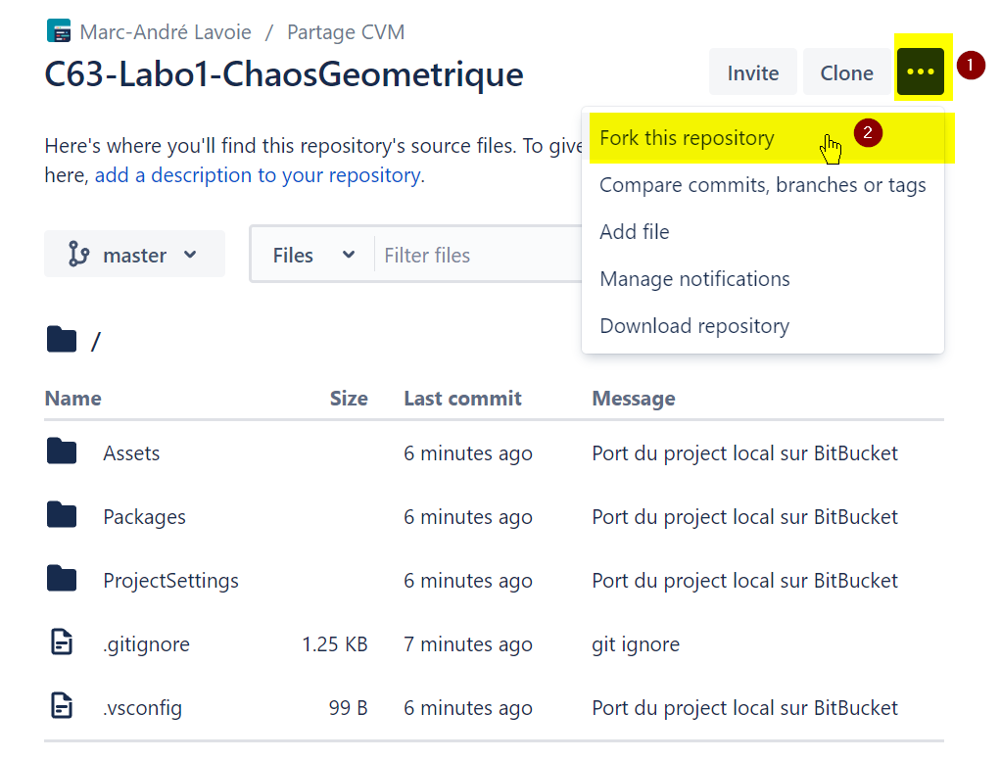 Marc-André Lavoie / Partage CVM
C63-Labo1-ChaosGeometrique
Invite Clone ••• 1
Here's where you'll find this repository's source files. To give
here, add a description to your repository.
Fork this repository 2
Compare commits, branches or tags
Add file
Manage notifications
Download repository
master Files Filter files
/
Name Size Last commit Message
Assets 6 minutes ago Port du project local sur BitBucket
Packages 6 minutes ago Port du project local sur BitBucket
ProjectSettings 6 minutes ago Port du project local sur BitBucket
.gitignore 1.25 KB 7 minutes ago git ignore
.vsconfig 99 B 6 minutes ago Port du project local sur BitBucket